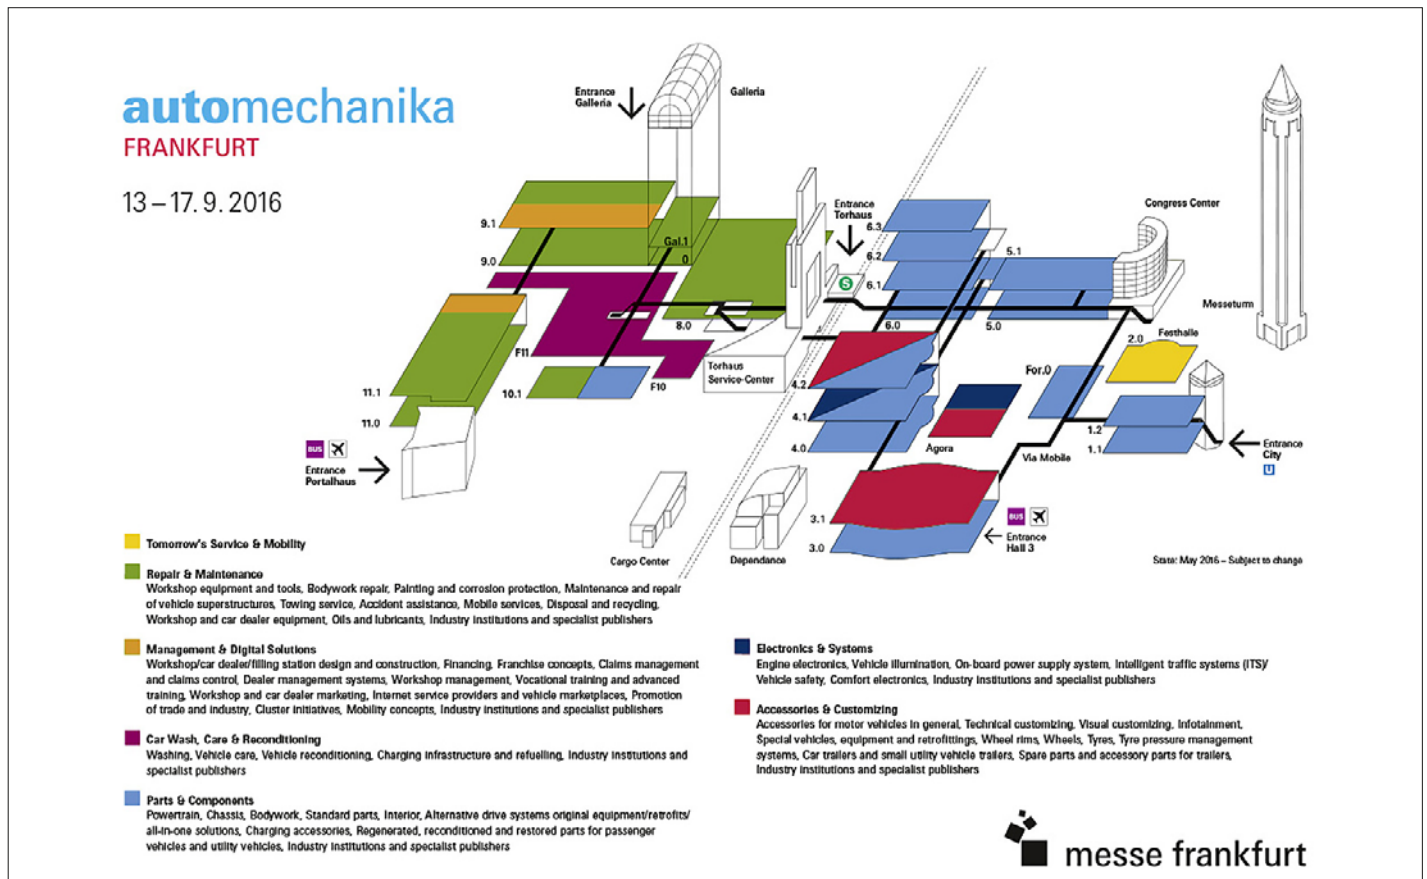 automechanika
FRANKFURT
13 – 17. 9. 2016
Entrance
Galleria
Galleria
Entrance
Torhaus
Congress Center
Messeturm
9.1
9.0
Gal.1
0
8.0
6.3
6.2
6.1
6.0
5.1
5.0
S
F11
F10
10.1
11.1
11.0
Torhaus
Service-Center
4.2
4.1
4.0
Agora
For.0
2.0
Festhalle
1.2
1.1
Via Mobile
Entrance
City
U
BUS
Entrance
Portalhaus
3.1
3.0
BUS
Entrance
Hall 3
Cargo Center
Dependance
State: May 2016 – Subject to change
Tomorrow's Service & Mobility
Repair & Maintenance
Workshop equipment and tools, Bodywork repair, Painting and corrosion protection, Maintenance and repair
of vehicle superstructures, Towing service, Accident assistance, Mobile services, Disposal and recycling,
Workshop and car dealer equipment, Oils and lubricants, Industry institutions and specialist publishers
Management & Digital Solutions
Workshop/car dealer/filling station design and construction, Financing, Franchise concepts, Claims management
and claims control, Dealer management systems, Workshop management, Vocational training and advanced
training, Workshop and car dealer marketing, Internet service providers and vehicle marketplaces, Promotion
of trade and industry, Cluster initiatives, Mobility concepts, Industry institutions and specialist publishers
Car Wash, Care & Reconditioning
Washing, Vehicle care, Vehicle reconditioning, Charging infrastructure and refuelling, Industry institutions and
specialist publishers
Parts & Components
Powertrain, Chassis, Bodywork, Standard parts, Interior, Alternative drive systems original equipment/retrofits/
all-in-one solutions, Charging accessories, Regenerated, reconditioned and restored parts for passenger
vehicles and utility vehicles, Industry institutions and specialist publishers
Electronics & Systems
Engine electronics, Vehicle illumination, On-board power supply system, Intelligent traffic systems (ITS)/
Vehicle safety, Comfort electronics, Industry institutions and specialist publishers
Accessories & Customizing
Accessories for motor vehicles in general, Technical customizing, Visual customizing, Infotainment,
Special vehicles, equipment and retrofittings, Wheel rims, Wheels, Tyres, Tyre pressure management
systems, Car trailers and small utility vehicle trailers, Spare parts and accessory parts for trailers,
Industry institutions and specialist publishers
messe frankfurt